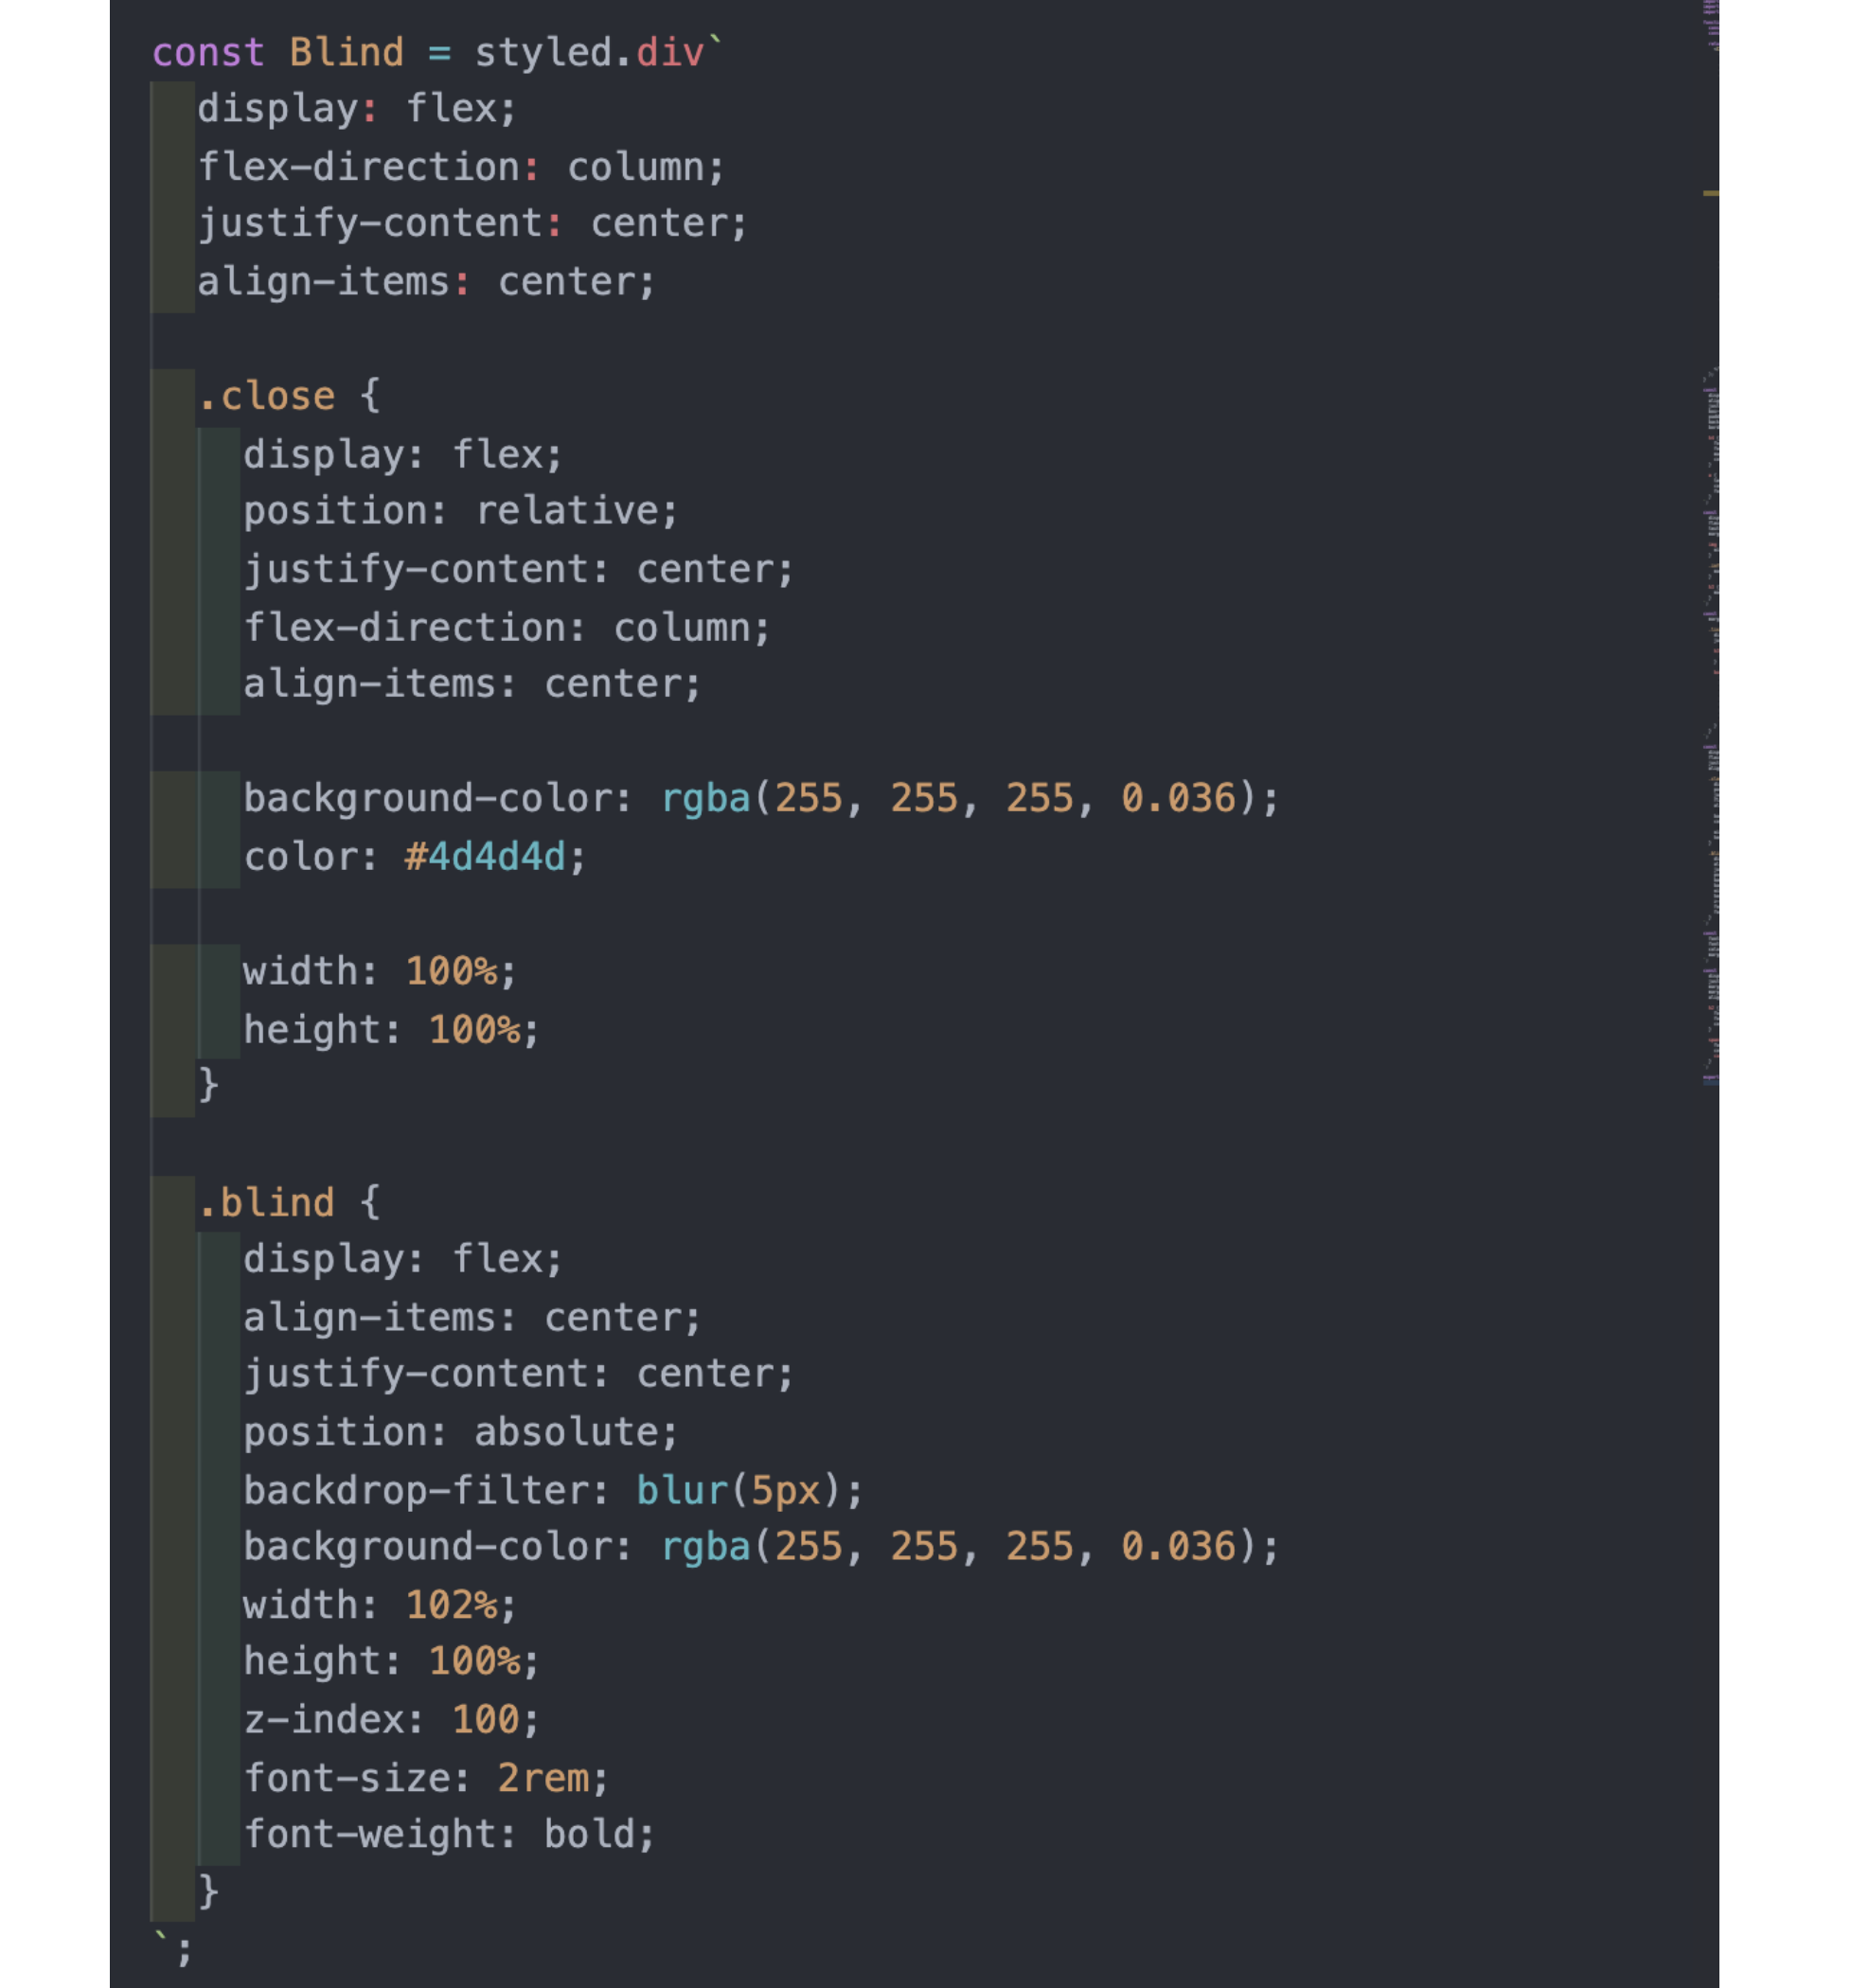 const Blind = styled.div`
display: flex;
flex-direction: column;
justify-content: center;
align-items: center;
.close {
display: flex;
position: relative;
justify-content: center;
flex-direction: column;
align-items: center;
background-color: rgba(255, 255, 255, 0.036);
color: #4d4d4d;
width: 100%;
height: 100%;
}
.blind {
display: flex;
align-items: center;
justify-content: center;
position: absolute;
backdrop-filter: blur(5px);
background-color: rgba(255, 255, 255, 0.036);
width: 102%;
height: 100%;
z-index: 100;
font-size: 2rem;
font-weight: bold;
}
`;